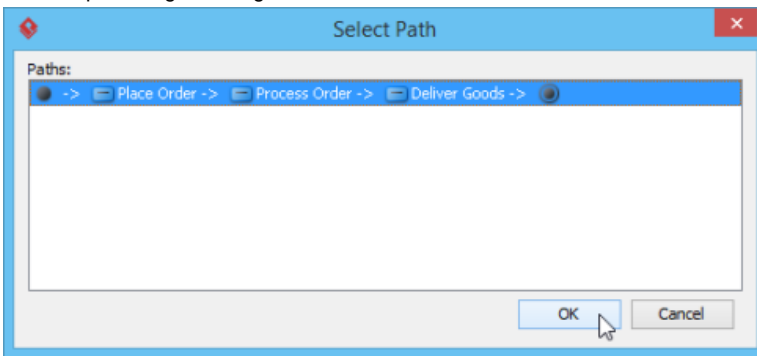 Select Path
Paths:
-> Place Order -> Process Order -> Deliver Goods ->
OK Cancel